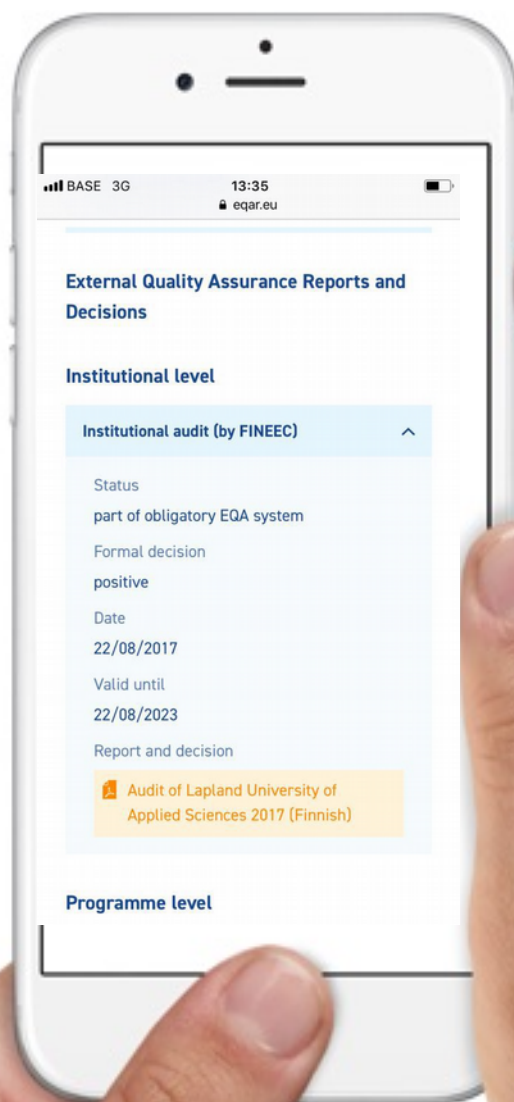 BASE 3G 13:35
eqar.eu
External Quality Assurance Reports and
Decisions
Institutional level
Institutional audit (by FINEEC)
Status
part of obligatory EQA system
Formal decision
positive
Date
22/08/2017
Valid until
22/08/2023
Report and decision
Audit of Lapland University of
Applied Sciences 2017 (Finnish)
Programme level